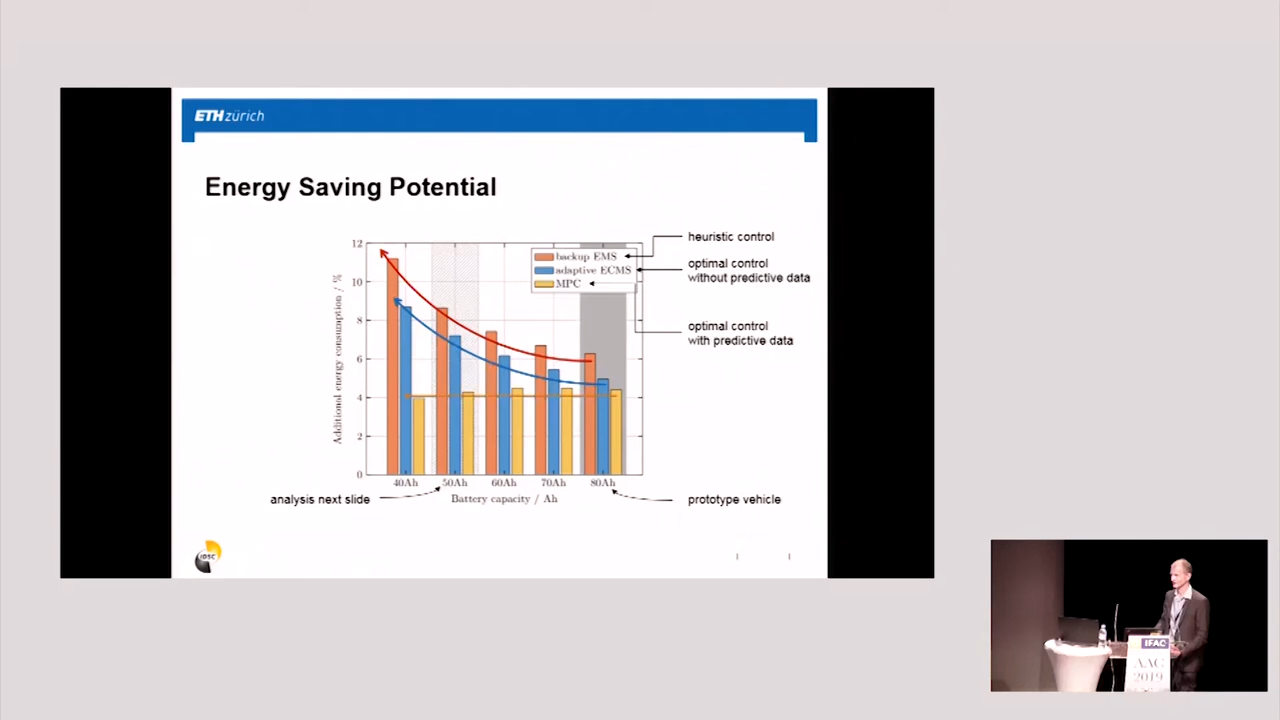 ETH zürich
Energy Saving Potential
12
10
8
6
4
2
0
Additional energy consumption / %
backup EMS
adaptive ECMS
MPC
heuristic control
optimal control
without predictive data
optimal control
with predictive data
40Ah
50Ah
60Ah
70Ah
80Ah
Battery capacity / Ah
analysis next slide
prototype vehicle
IDSC
IFAC
AAC
2019